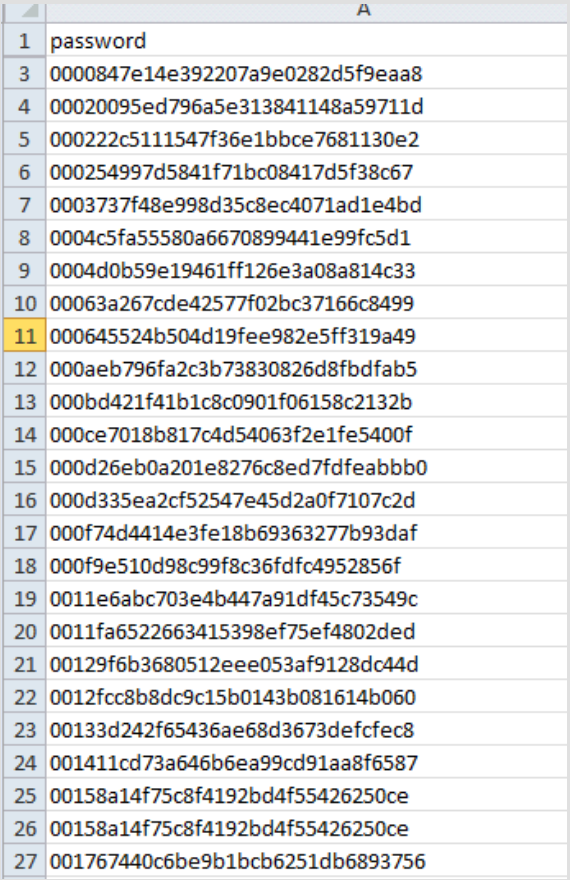 A
1 password
3 0000847e14e392207a9e0282d5f9eaa8
4 00020095ed796a5e313841148a59711d
5 000222c5111547f36e1bbce7681130e2
6 000254997d5841f71bc08417d5f38c67
7 0003737f48e998d35c8ec4071ad1e4bd
8 0004c5fa55580a6670899441e99fc5d1
9 0004d0b59e19461ff126e3a08a814c33
10 00063a267cde42577f02bc37166c8499
11 000645524b504d19fee982e5ff319a49
12 000aeb796fa2c3b73830826d8fbdfab5
13 000bd421f41b1c8c0901f06158c2132b
14 000ce7018b817c4d54063f2e1fe5400f
15 000d26eb0a201e8276c8ed7fdfeabbb0
16 000d335ea2cf52547e45d2a0f7107c2d
17 000f74d4414e3fe18b69363277b93daf
18 000f9e510d98c99f8c36fdfc4952856f
19 0011e6abc703e4b447a91df45c73549c
20 0011fa6522663415398ef75ef4802ded
21 00129f6b3680512eee053af9128dc44d
22 0012fcc8b8dc9c15b0143b081614b060
23 00133d242f65436ae68d3673defcfec8
24 001411cd73a646b6ea99cd91aa8f6587
25 00158a14f75c8f4192bd4f55426250ce
26 00158a14f75c8f4192bd4f55426250ce
27 001767440c6be9b1bcb6251db6893756